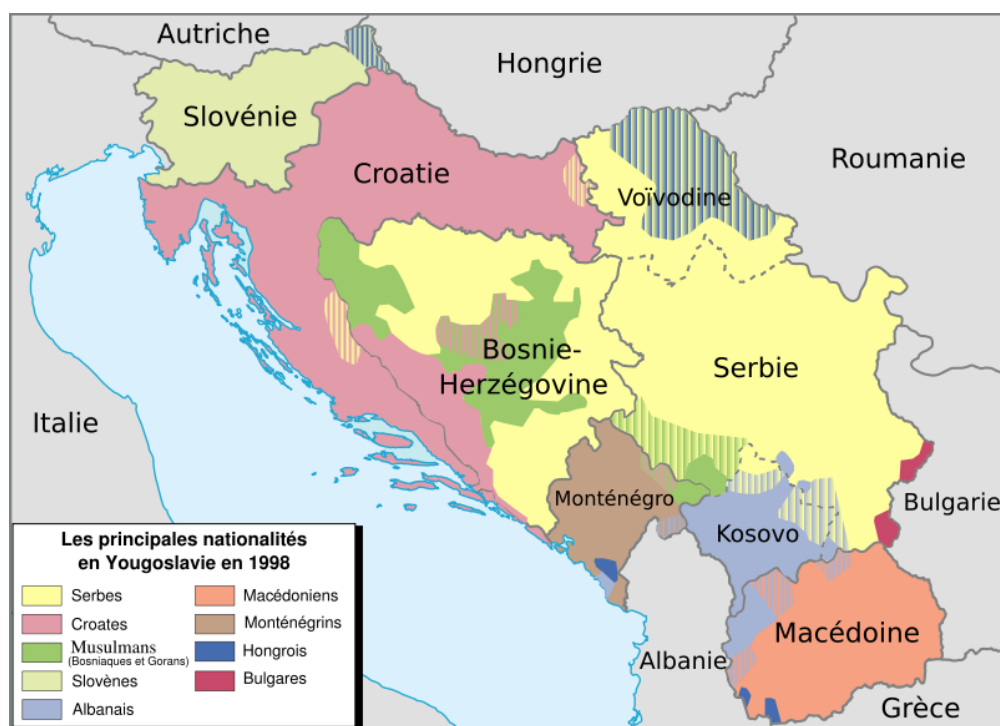 Autriche
Hongrie
Slovénie
Roumanie
Croatie
Voïvodine
Bosnie-
Herzégovine
Serbie
Italie
Monténégro
Bulgarie
Kosovo
Macédoine
Albanie
Grèce
Les principales nationalités
en Yougoslavie en 1998
Serbes
Croates
Musulmans
(Bosniaques et Gorans)
Slovènes
Albanais
Macédoniens
Monténégrins
Hongrois
Bulgares